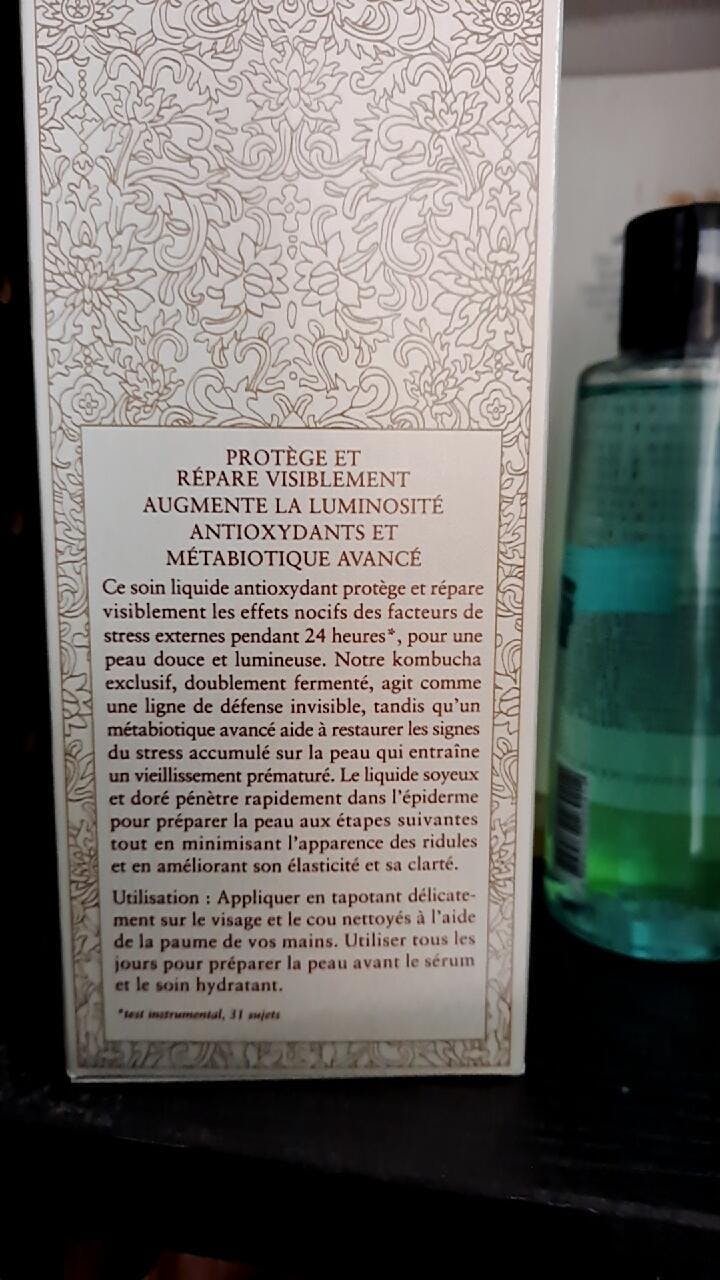 PROTÈGE ET
RÉPARE VISIBLEMENT
AUGMENTE LA LUMINOSITÉ
ANTIOXYDANTS ET
MÉTABIOTIQUE AVANCÉ
Ce soin liquide antioxydant protège et répare
visiblement les effets nocifs des facteurs de
stress externes pendant 24 heures*, pour une
peau douce et lumineuse. Notre kombucha
exclusif, doublement fermenté, agit comme
une ligne de défense invisible, tandis qu'un
métabiotique avancé aide à restaurer les signes
du stress accumulé sur la peau qui entraîne
un vieillissement prématuré. Le liquide soyeux
et doré pénètre rapidement dans l'épiderme
pour préparer la peau aux étapes suivantes
tout en minimisant l'apparence des ridules
et en améliorant son élasticité et sa clarté.
Utilisation : Appliquer en tapotant délicate-
ment sur le visage et le cou nettoyés à l'aide
de la paume de vos mains. Utiliser tous les
jours pour préparer la peau avant le sérum
et le soin hydratant.
*test instrumental, 31 sujets